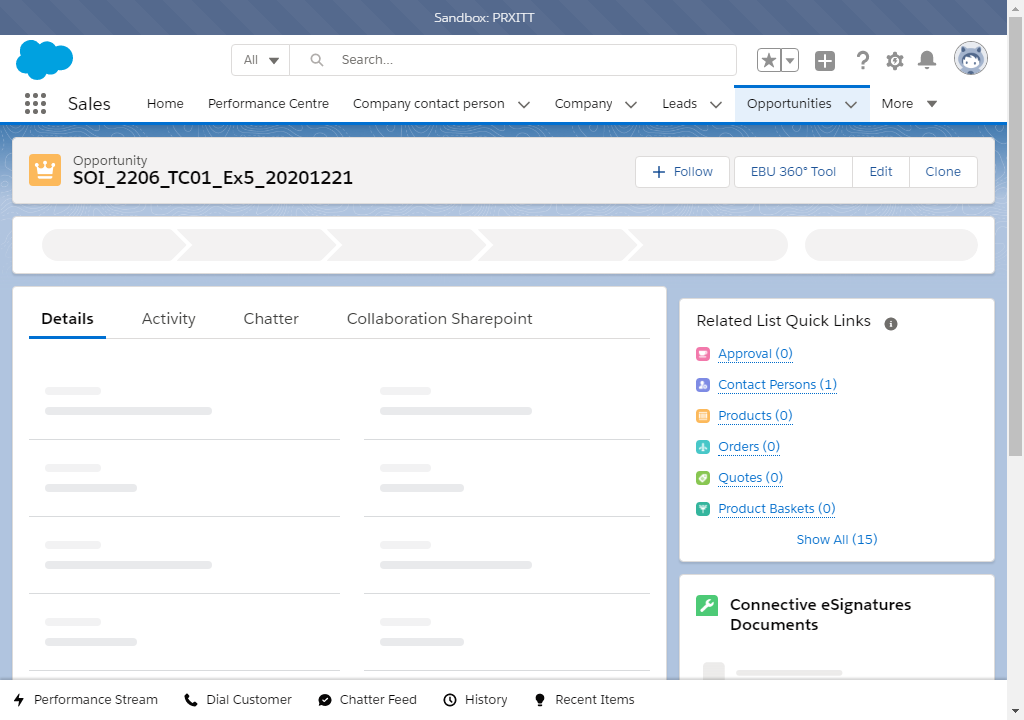 Sandbox: PRXITT
All
Search...
Sales
Home
Performance Centre
Company contact person
Company
Leads
Opportunities
More
Opportunity
SOI_2206_TC01_Ex5_20201221
Follow
EBU 360° Tool
Edit
Clone
Details
Activity
Chatter
Collaboration Sharepoint
Related List Quick Links
Approval (0)
Contact Persons (1)
Products (0)
Orders (0)
Quotes (0)
Product Baskets (0)
Show All (15)
Connective eSignatures
Documents
Performance Stream
Dial Customer
Chatter Feed
History
Recent Items